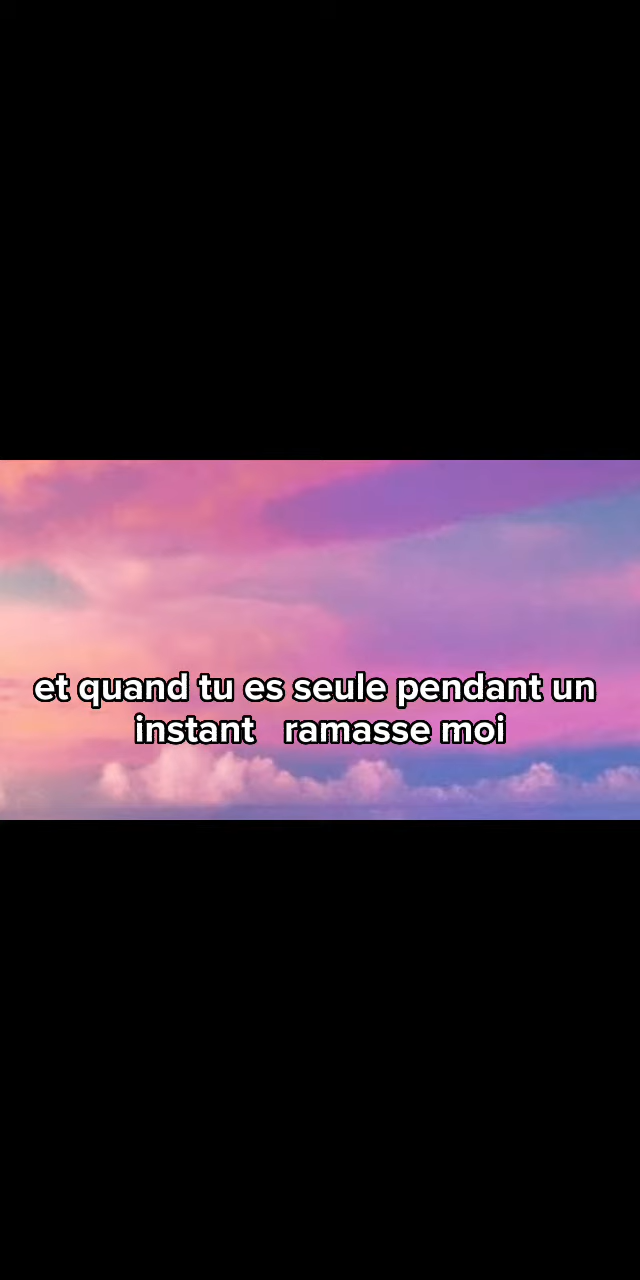 et quand tu es seule pendant un
instant   ramasse moi